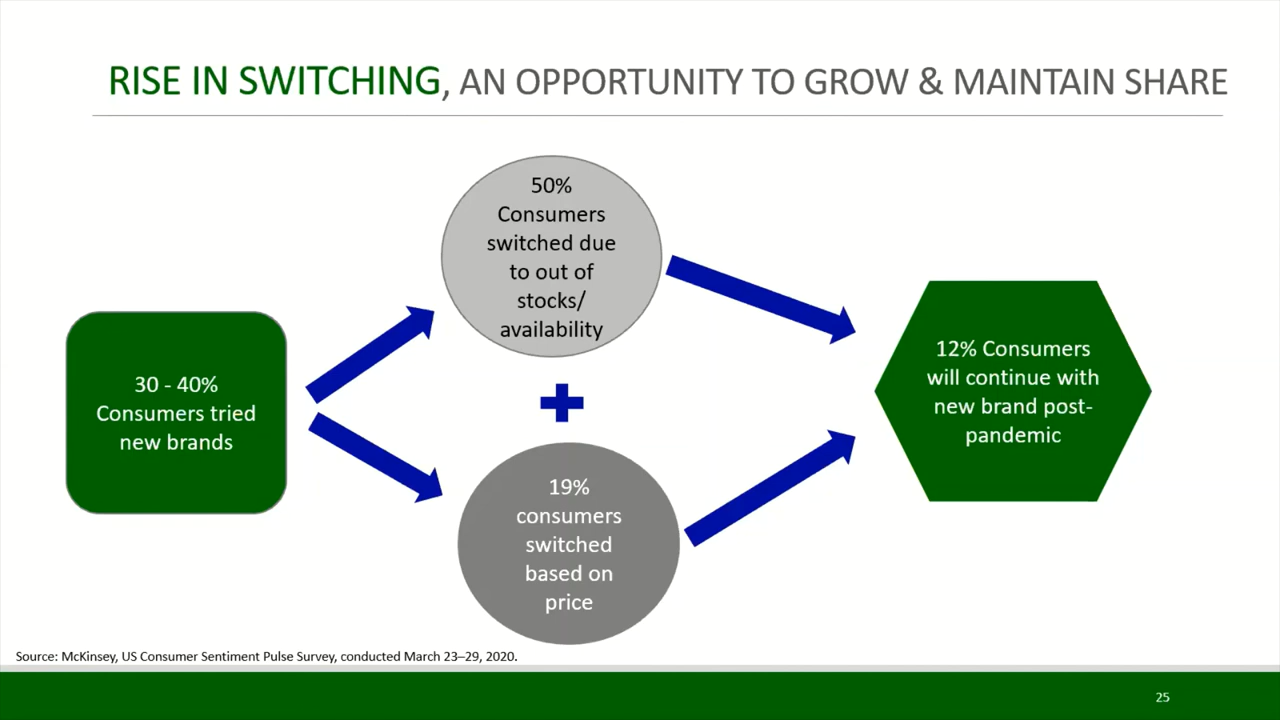 RISE IN SWITCHING, AN OPPORTUNITY TO GROW & MAINTAIN SHARE
30 - 40%
Consumers tried
new brands
50%
Consumers
switched due
to out of
stocks/
availability
19%
consumers
switched
based on
price
12% Consumers
will continue with
new brand post-
pandemic
Source: McKinsey, US Consumer Sentiment Pulse Survey, conducted March 23–29, 2020.
25